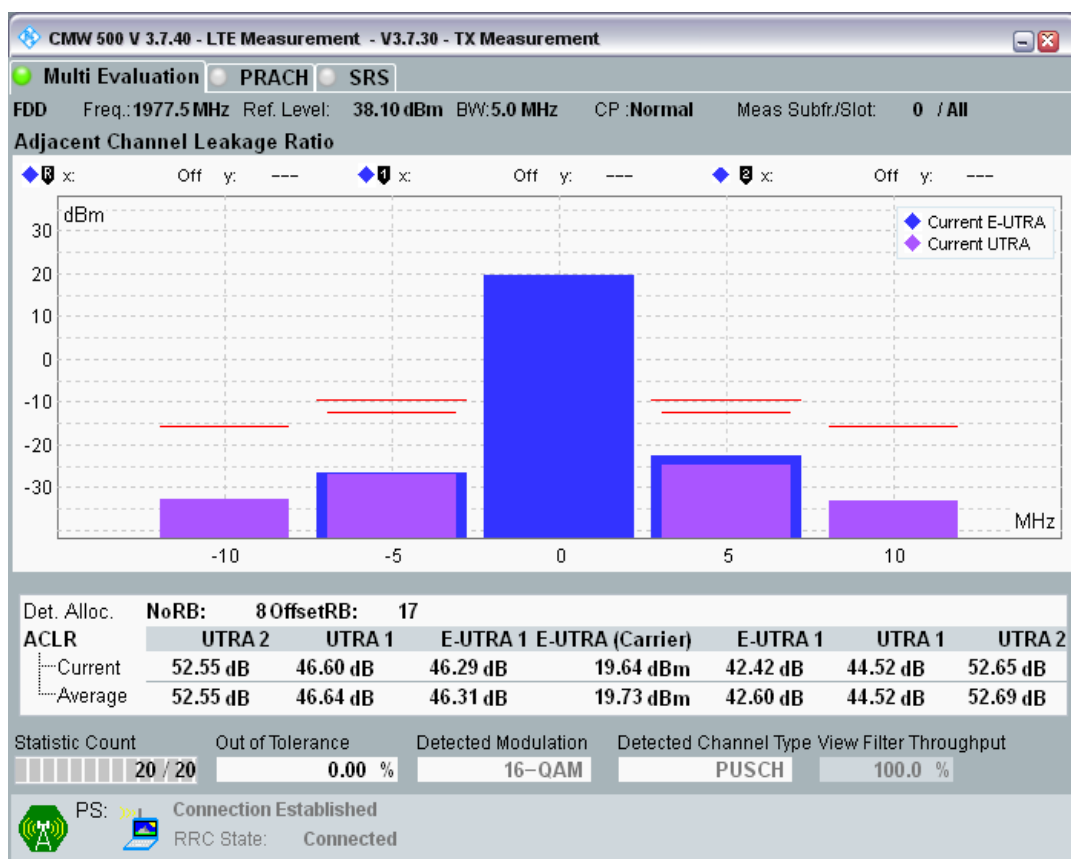 CMW 500 V 3.7.40 - LTE Measurement - V3.7.30 - TX Measurement
Multi Evaluation PRACH SRS
FDD Freq.: 1977.5 MHz Ref. Level: 38.10 dBm BW: 5.0 MHz CP : Normal Meas Subfr./Slot: 0 / All
Adjacent Channel Leakage Ratio
R x: Off y: --- 1 x: Off y: --- 2 x: Off y: ---
dBm
Current E-UTRA
Current UTRA
30
20
10
0
-10
-20
-30
MHz
-10 -5 0 5 10
Det. Alloc. NoRB: 8 OffsetRB: 17
ACLR UTRA 2 UTRA 1 E-UTRA 1 E-UTRA (Carrier) E-UTRA 1 UTRA 1 UTRA 2
Current 52.55 dB 46.60 dB 46.29 dB 19.64 dBm 42.42 dB 44.52 dB 52.65 dB
Average 52.55 dB 46.64 dB 46.31 dB 19.73 dBm 42.60 dB 44.52 dB 52.69 dB
Statistic Count Out of Tolerance Detected Modulation Detected Channel Type View Filter Throughput
20 / 20 0.00 % 16-QAM PUSCH 100.0 %
PS: Connection Established
RRC State: Connected